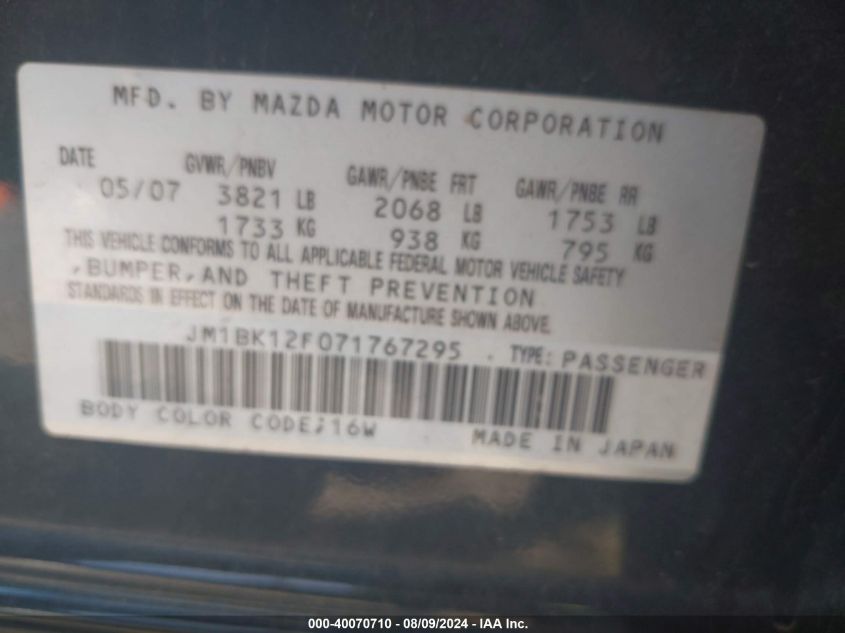 MFD. BY MAZDA MOTOR CORPORATION
DATE GVWR/PNBV GAWR/PNBE FRT GAWR/PNBE RR
05/07 3821 LB 2068 LB 1753 LB
1733 KG 938 KG 795 KG
THIS VEHICLE CONFORMS TO ALL APPLICABLE FEDERAL MOTOR VEHICLE SAFETY
,BUMPER,AND THEFT PREVENTION
STANDARDS IN EFFECT ON THE DATE OF MANUFACTURE SHOWN ABOVE.
JM1BK12F071767295 . TYPE: PASSENGER
BODY COLOR CODE;16W MADE IN JAPAN
000-40070710 - 08/09/2024 - IAA Inc.